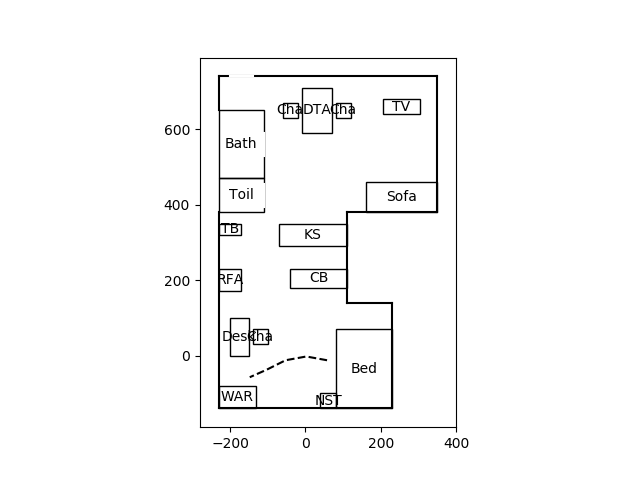 Cha DTA Cha TV
600
Bath
Toil
Sofa
400
TB
KS
RFA
CB
200
Desk Cha
0
Bed
WAR
NST
−200 0 200 400